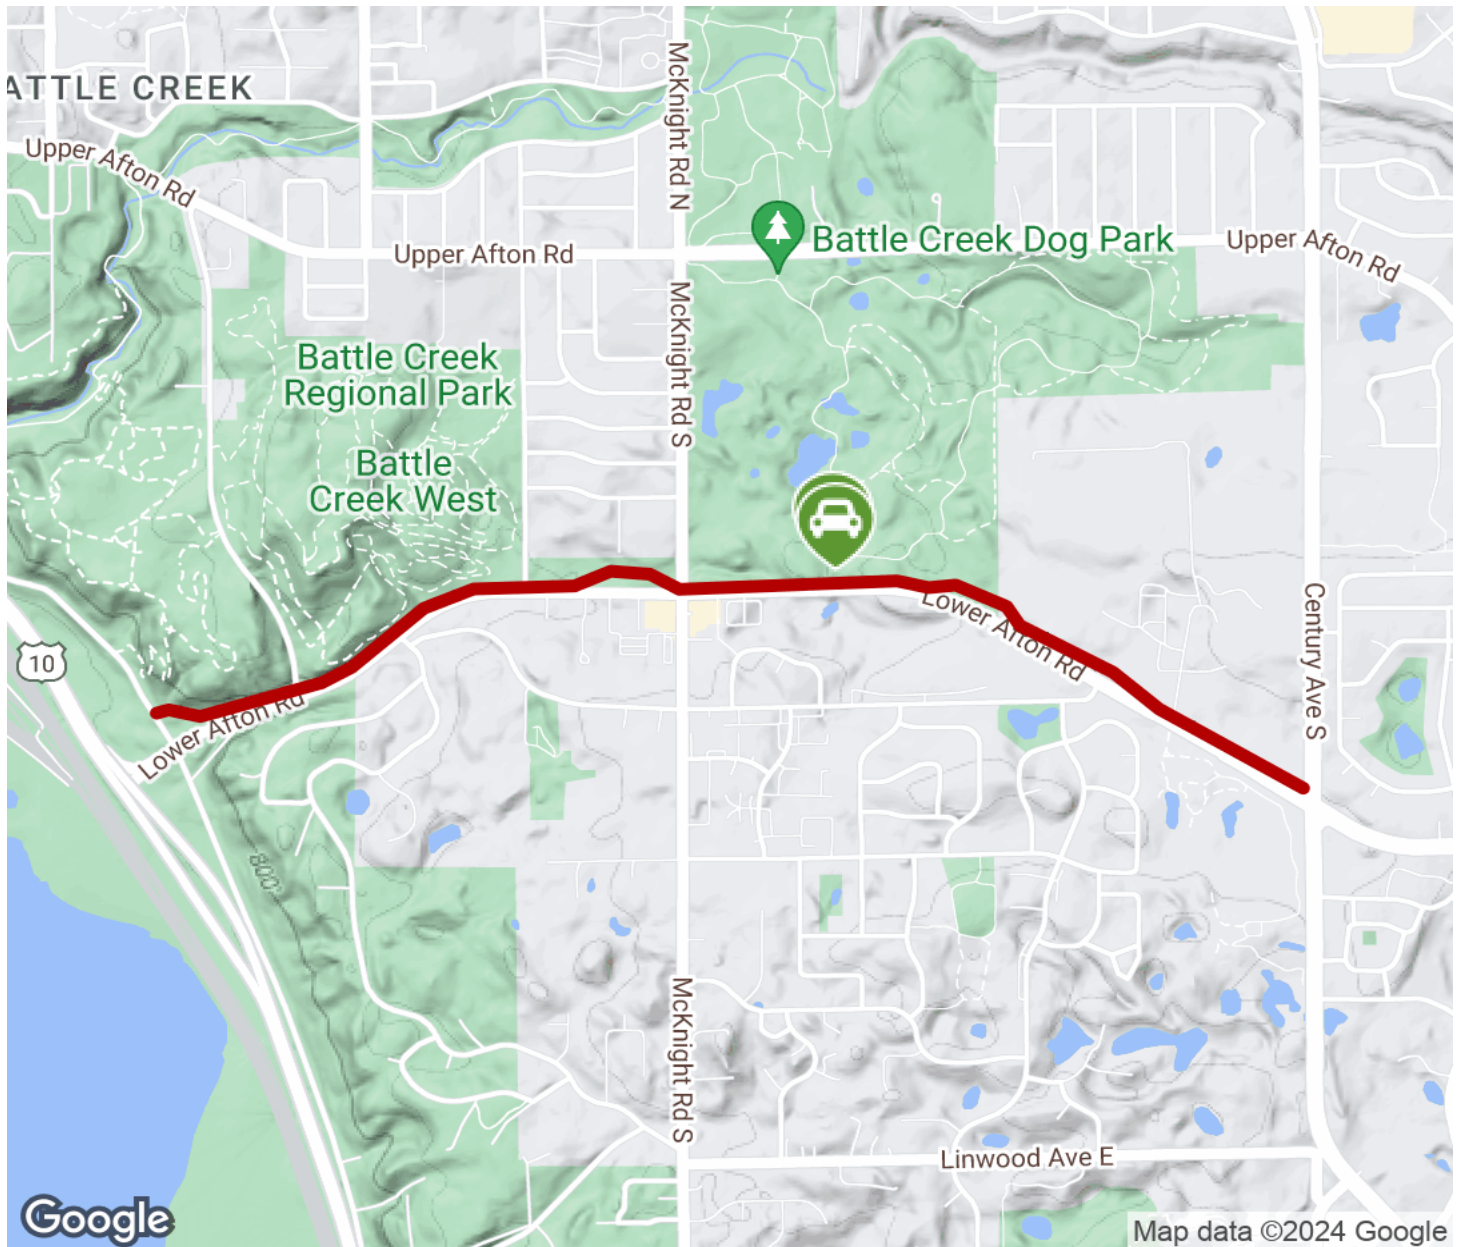 ATTLE CREEK
Upper Afton Rd
McKnight Rd N
Battle Creek Dog Park
Upper Afton Rd
Upper Afton Rd
McKnight Rd S
Battle Creek
Regional Park
Battle
Creek West
Lower Afton Rd
Century Ave S
10
Lower Afton Rd
800'
McKnight Rd S
Linwood Ave E
Google
Map data ©2024 Google